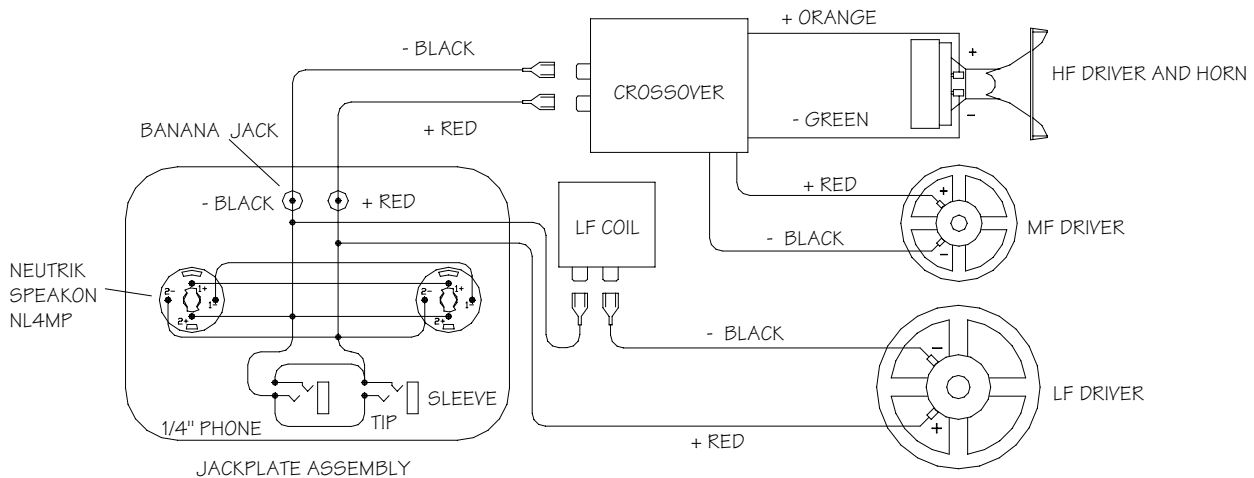 + ORANGE
- BLACK
+
HF DRIVER AND HORN
CROSSOVER
- GREEN
−
BANANA JACK
+ RED
- BLACK
+ RED
LF COIL
+ RED
+
MF DRIVER
- BLACK
−
NEUTRIK
SPEAKON
NL4MP
2-
1+
1-
2+
2-
1+
1-
2+
- BLACK
−
LF DRIVER
+
+ RED
SLEEVE
TIP
1/4" PHONE
JACKPLATE ASSEMBLY